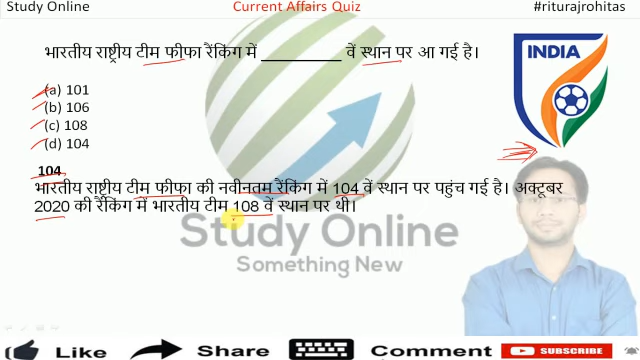 Study Online
Current Affairs Quiz
#riturajrohitas
भारतीय राष्ट्रीय टीम फीफा रैंकिंग में __________ वें स्थान पर आ गई है।
INDIA
(a) 101
(b) 106
(c) 108
(d) 104
104
भारतीय राष्ट्रीय टीम फीफा की नवीनतम रैंकिंग में 104 वें स्थान पर पहुंच गई है। अक्टूबर
2020 की रैंकिंग में भारतीय टीम 108 वें स्थान पर थी।
Study Online
Something New
Like
Share
Comment
SUBSCRIBE